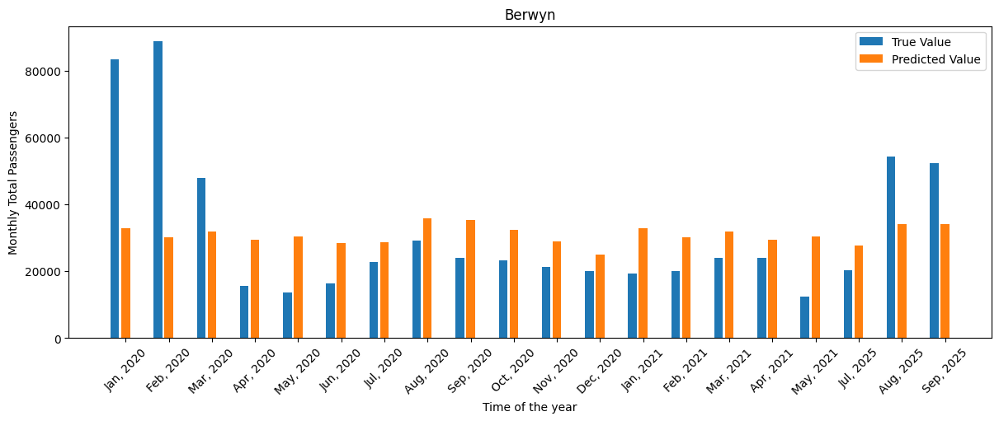 Berwyn
True Value
Predicted Value
Monthly Total Passengers
80000
60000
40000
20000
0
Jan, 2020
Feb, 2020
Mar, 2020
Apr, 2020
May, 2020
Jun, 2020
Jul, 2020
Aug, 2020
Sep, 2020
Oct, 2020
Nov, 2020
Dec, 2020
Jan, 2021
Feb, 2021
Mar, 2021
Apr, 2021
May, 2021
Jul, 2025
Aug, 2025
Sep, 2025
Time of the year